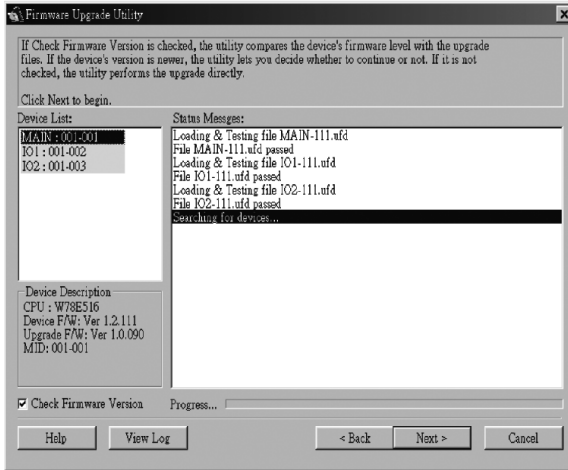 Firmware Upgrade Utility
If Check Firmware Version is checked, the utility compares the device's firmware level with the upgrade
files. If the device's version is newer, the utility lets you decide whether to continue or not. If it is not
checked, the utility performs the upgrade directly.
Click Next to begin.
Device List:
MAIN : 001-001
IO1 : 001-002
IO2 : 001-003
Status Messges:
Loading & Testing file MAIN-111.ufd
File MAIN-111.ufd passed
Loading & Testing file IO1-111.ufd
File IO1-111.ufd passed
Loading & Testing file IO2-111.ufd
File IO2-111.ufd passed
Searching for devices...
Device Description
CPU : W78E516
Device F/W: Ver 1.2.111
Upgrade F/W: Ver 1.0.090
MID: 001-001
Check Firmware Version
Progress...
Help
View Log
< Back
Next >
Cancel